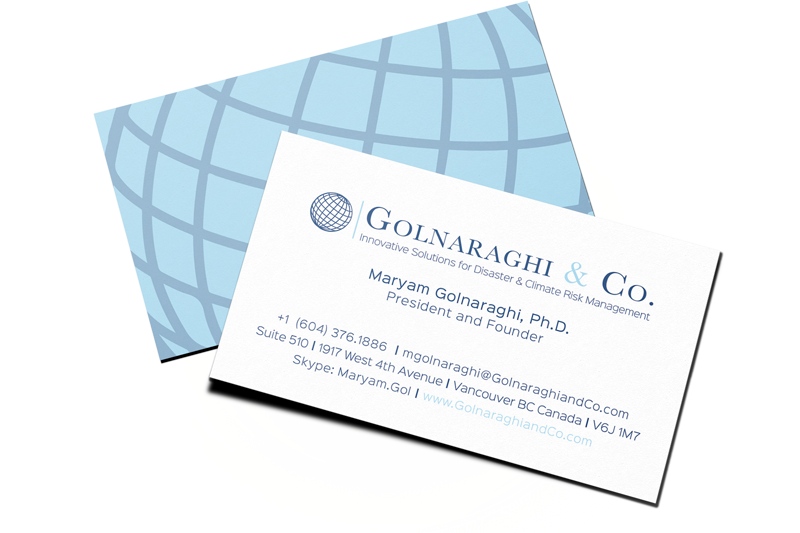 GOLNARAGHI & CO.
Innovative Solutions for Disaster & Climate Risk Management
Maryam Golnaraghi, Ph.D.
President and Founder
+1 (604) 376.1886 | mgolnaraghi@GolnaraghiandCo.com
Suite 510 | 1917 West 4th Avenue | Vancouver BC Canada | V6J 1M7
Skype: Maryam.Gol | www.GolnaraghiandCo.com